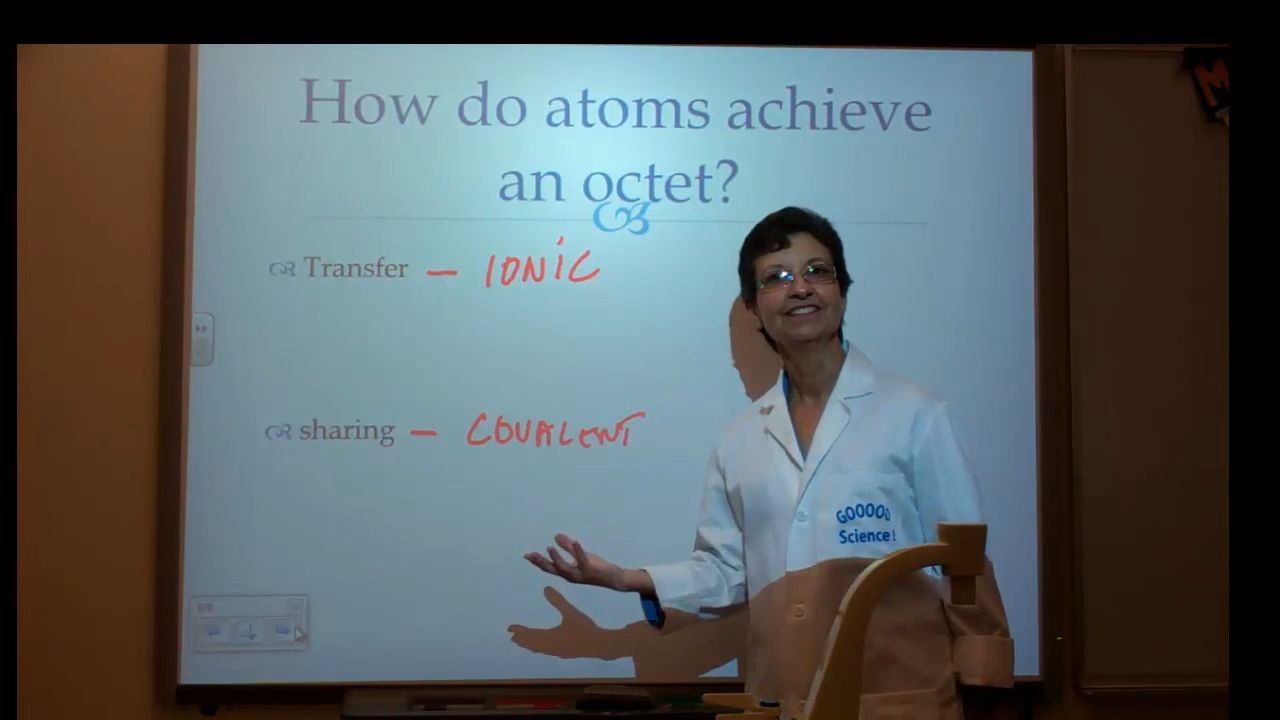 How do atoms achieve
an octet?
Transfer — IONIC
sharing — COVALENT
GOOOOD
Science!
M